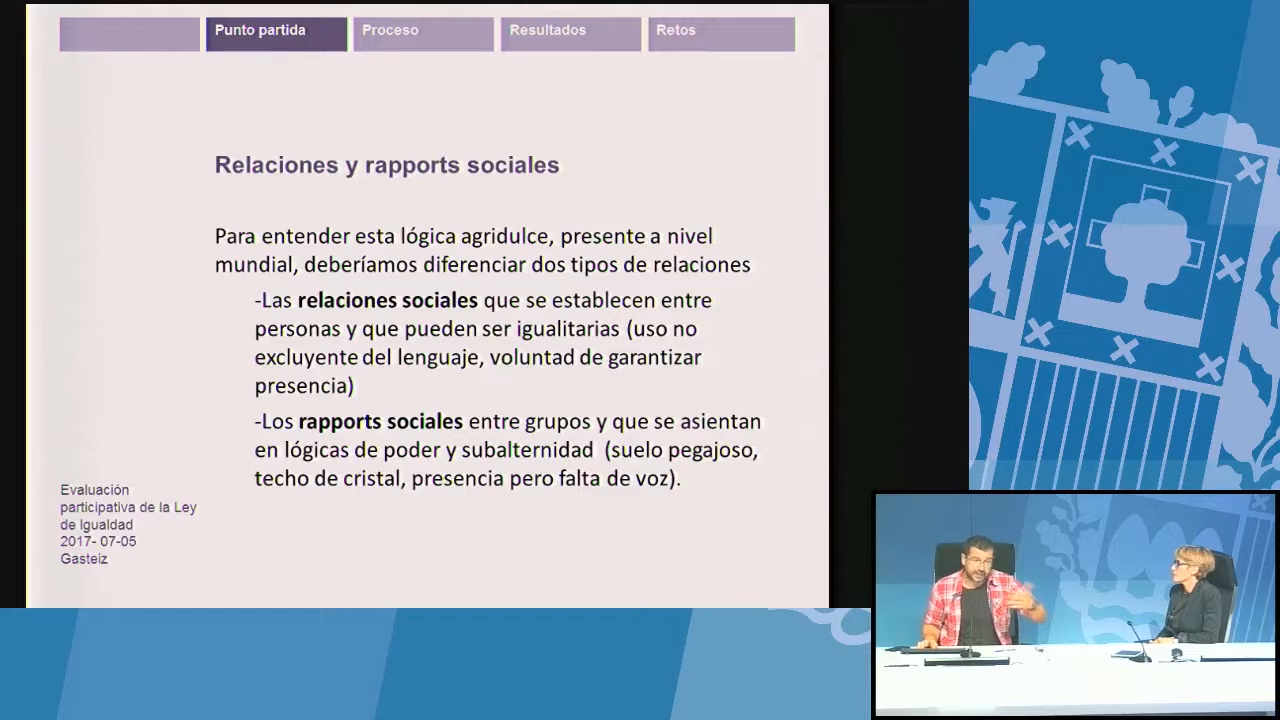 Punto partida
Proceso
Resultados
Retos
Relaciones y rapports sociales
Para entender esta lógica agridulce, presente a nivel
mundial, deberíamos diferenciar dos tipos de relaciones
-Las relaciones sociales que se establecen entre
personas y que pueden ser igualitarias (uso no
excluyente del lenguaje, voluntad de garantizar
presencia)
-Los rapports sociales entre grupos y que se asientan
en lógicas de poder y subalternidad (suelo pegajoso,
techo de cristal, presencia pero falta de voz).
Evaluación
participativa de la Ley
de Igualdad
2017- 07-05
Gasteiz